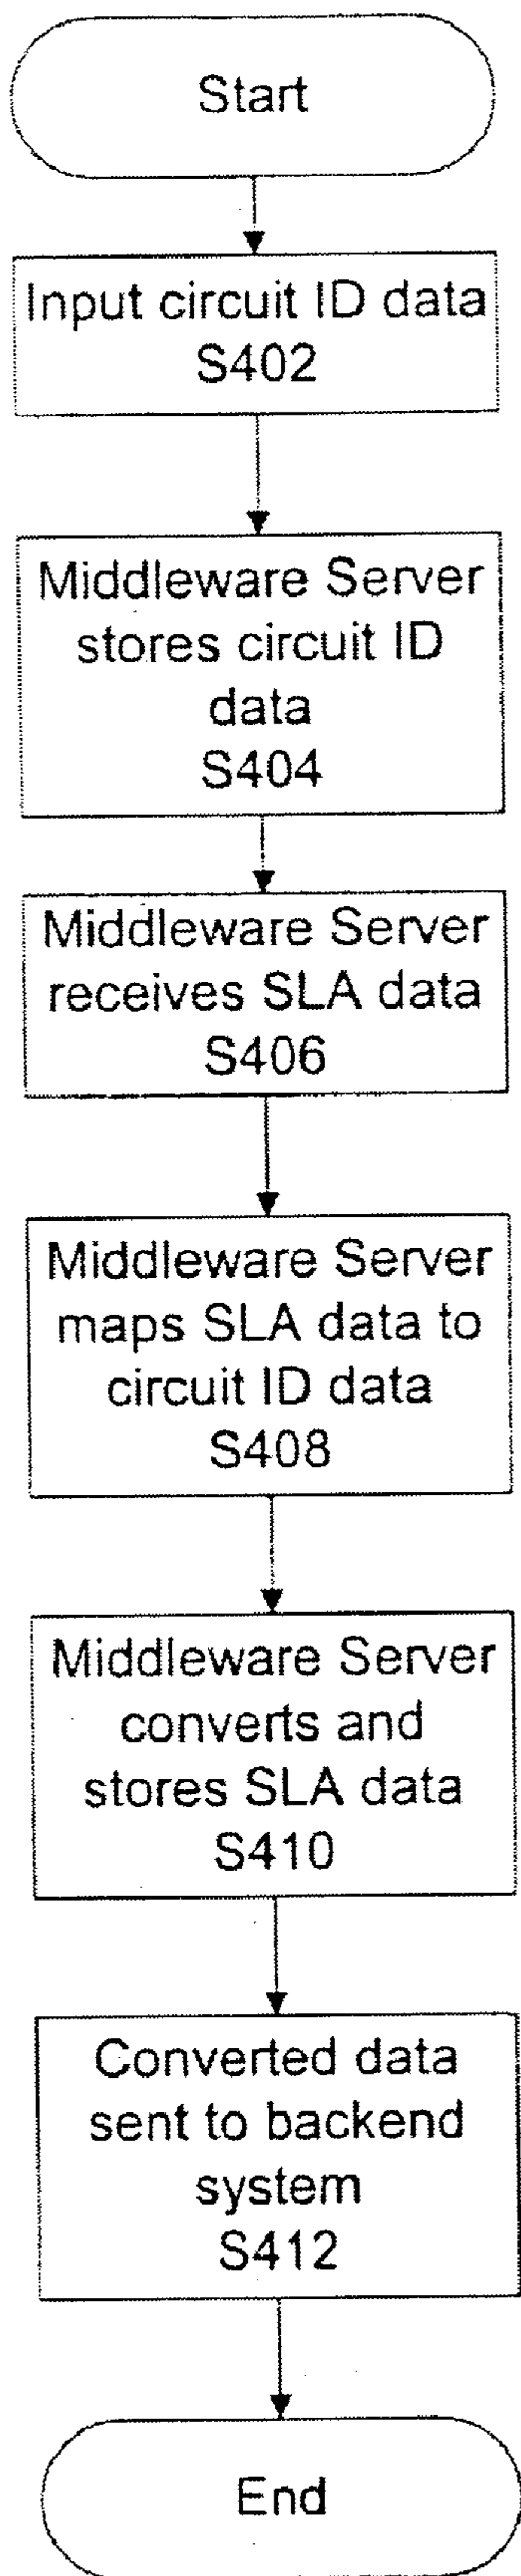 Start
Input circuit ID data
S402
Middleware Server
stores circuit ID
data
S404
Middleware Server
receives SLA data
S406
Middleware Server
maps SLA data to
circuit ID data
S408
Middleware Server
converts and
stores SLA data
S410
Converted data
sent to backend
system
S412
End